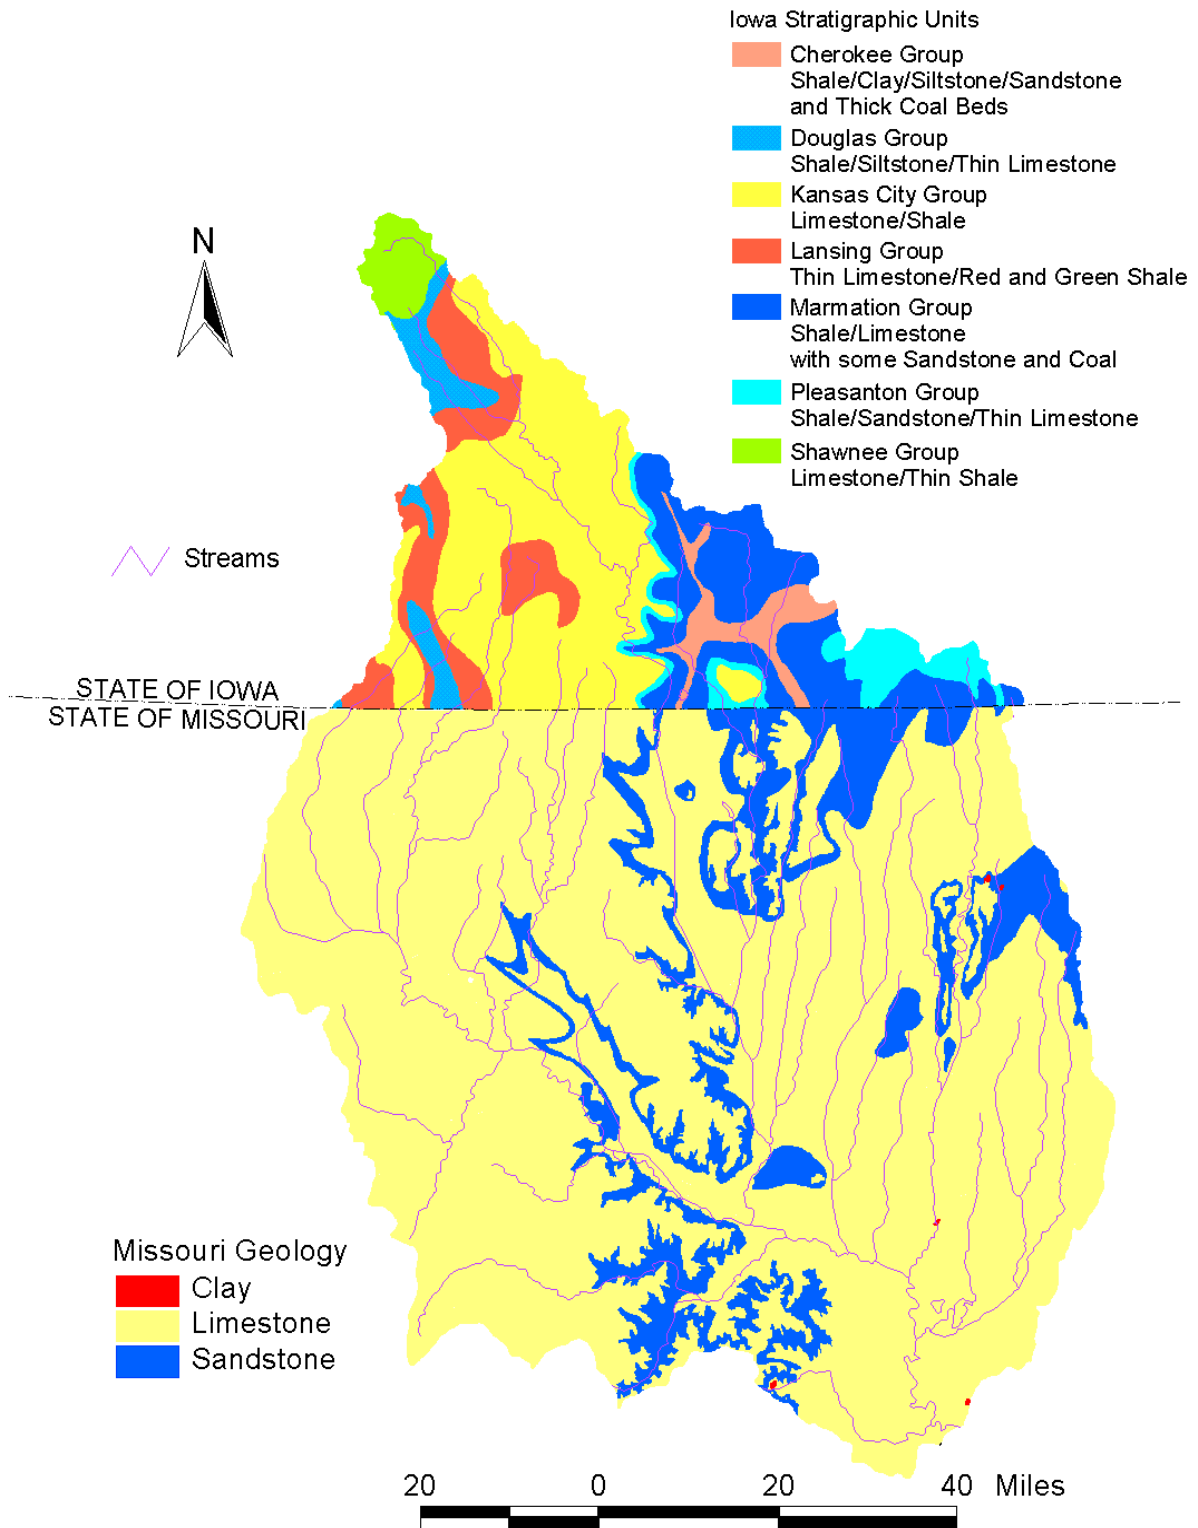 Iowa Stratigraphic Units
Cherokee Group
Shale/Clay/Siltstone/Sandstone
and Thick Coal Beds
Douglas Group
Shale/Siltstone/Thin Limestone
Kansas City Group
Limestone/Shale
Lansing Group
Thin Limestone/Red and Green Shale
Marmation Group
Shale/Limestone
with some Sandstone and Coal
Pleasanton Group
Shale/Sandstone/Thin Limestone
Shawnee Group
Limestone/Thin Shale
N
Streams
STATE OF IOWA
STATE OF MISSOURI
Missouri Geology
Clay
Limestone
Sandstone
20 0 20 40 Miles